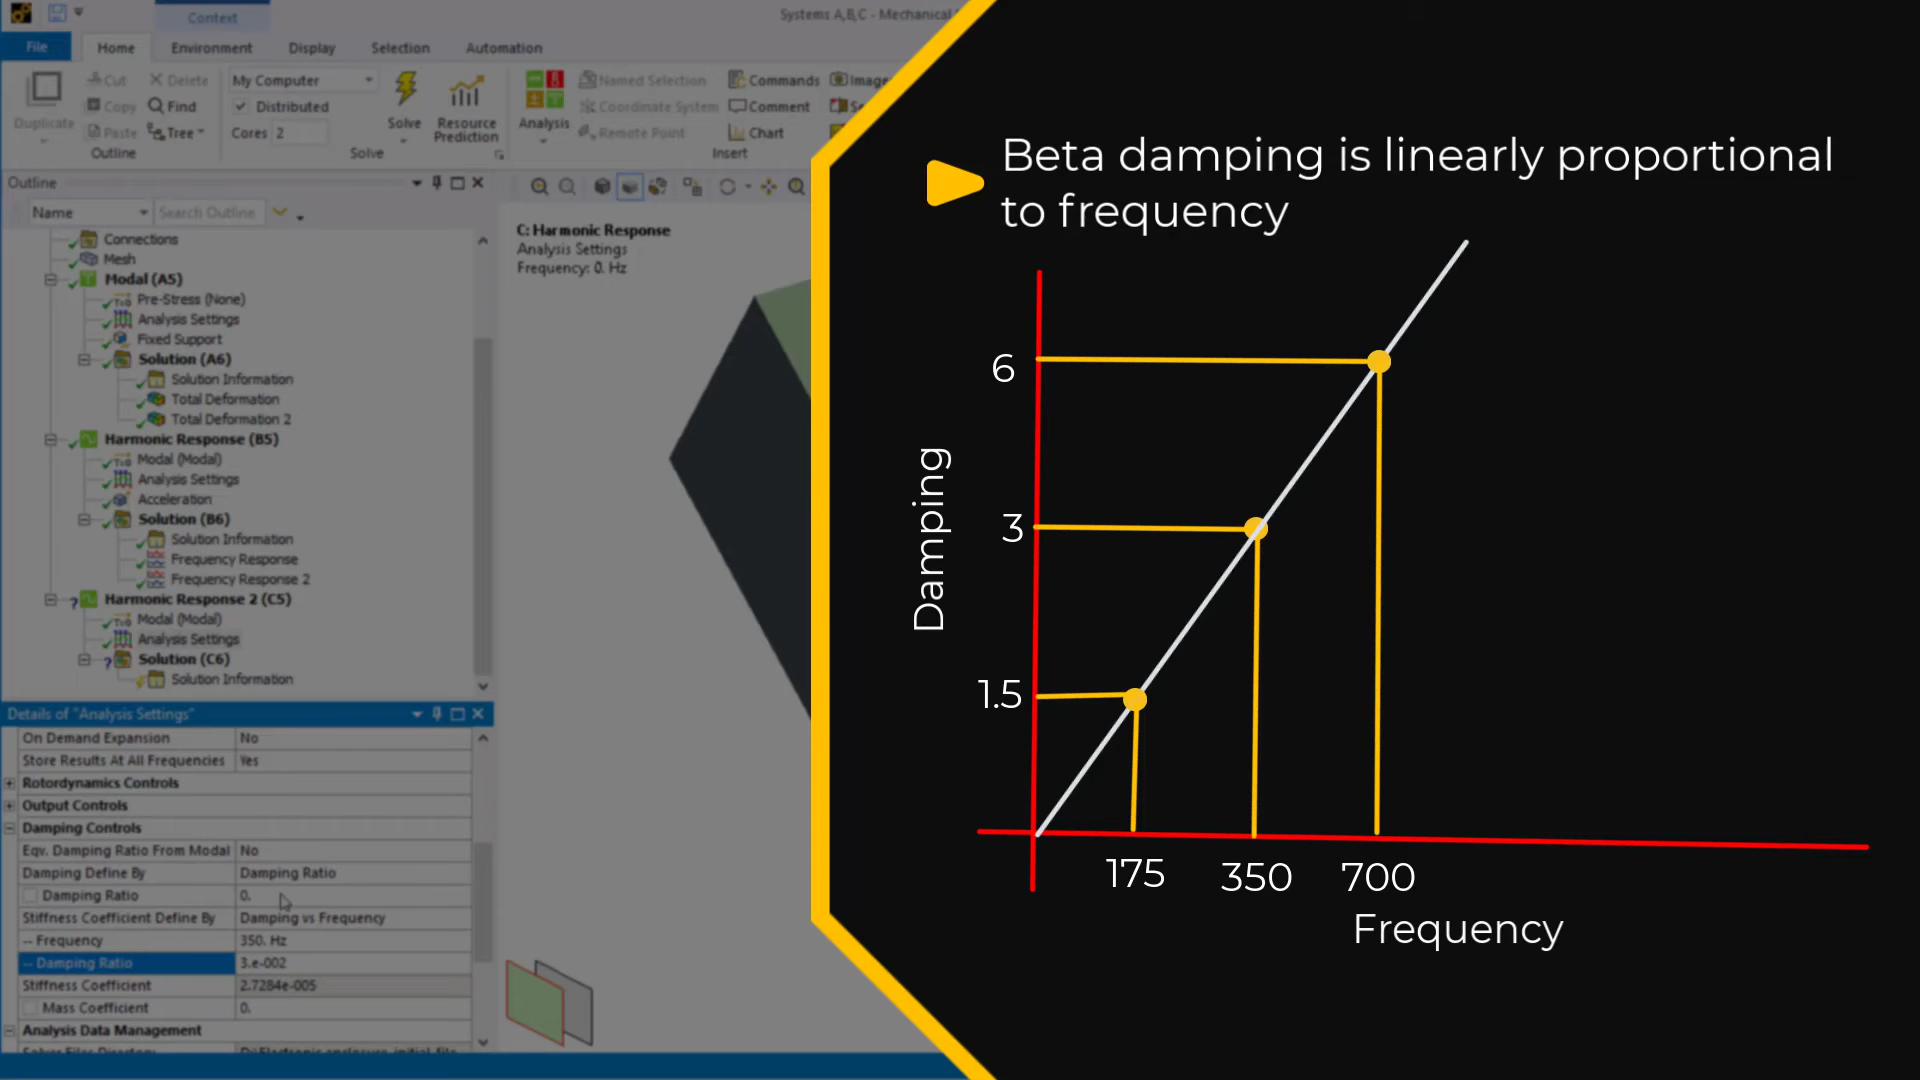 Context
Systems A,B,C - Mechanical
File
Home
Environment
Display
Selection
Automation
Duplicate
Cut
Copy
Paste
Delete
Find
Tree
Outline
My Computer
Distributed
Cores 2
Solve
Resource
Prediction
Solve
Analysis
Named Selection
Coordinate System
Remote Point
Commands
Comment
Chart
Image
Se
Insert
Outline
Name
Search Outline
Connections
Mesh
Modal (A5)
Pre-Stress (None)
Analysis Settings
Fixed Support
Solution (A6)
Solution Information
Total Deformation
Total Deformation 2
Harmonic Response (B5)
Modal (Modal)
Analysis Settings
Acceleration
Solution (B6)
Solution Information
Frequency Response
Frequency Response 2
Harmonic Response 2 (C5)
Modal (Modal)
Analysis Settings
Solution (C6)
Solution Information
C: Harmonic Response
Analysis Settings
Frequency: 0. Hz
Details of "Analysis Settings"
On Demand Expansion No
Store Results At All Frequencies Yes
Rotordynamics Controls
Output Controls
Damping Controls
Eqv. Damping Ratio From Modal No
Damping Define By Damping Ratio
Damping Ratio 0.
Stiffness Coefficient Define By Damping vs Frequency
-- Frequency 350. Hz
-- Damping Ratio 3.e-002
Stiffness Coefficient 2.7284e-005
Mass Coefficient 0.
Analysis Data Management
Beta damping is linearly proportional
to frequency
Damping
6
3
1.5
175
350
700
Frequency